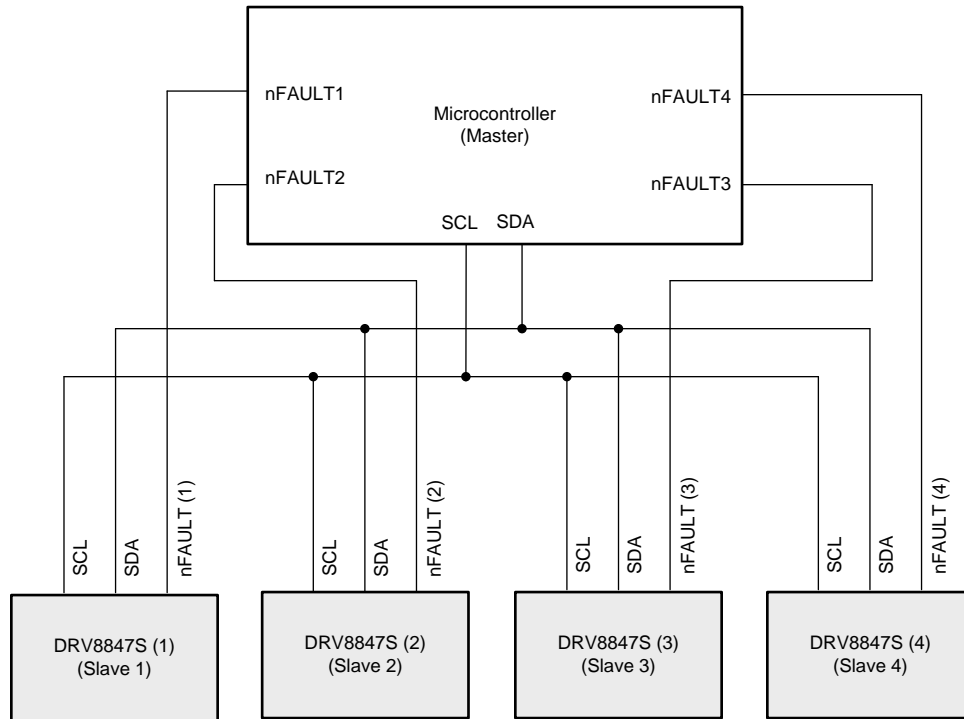 nFAULT1
nFAULT4
Microcontroller
(Master)
nFAULT2
nFAULT3
SCL
SDA
SCL
SDA
nFAULT (1)
SCL
SDA
nFAULT (2)
SCL
SDA
nFAULT (3)
SCL
SDA
nFAULT (4)
DRV8847S (1)
(Slave 1)
DRV8847S (2)
(Slave 2)
DRV8847S (3)
(Slave 3)
DRV8847S (4)
(Slave 4)